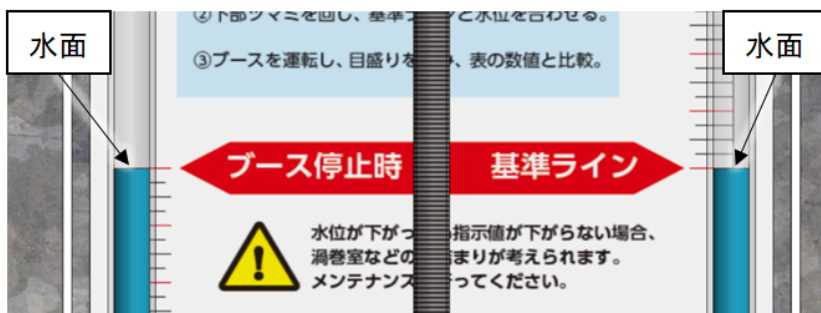 ②下部ツマミを回し、基準ラ ンと水位を合わせる。
水面
水面
③ブースを運転し、目盛りを み、表の数値と比較。
ブース停止時 基準ライン
水位が下がっ も指示値が下がらない場合、
渦巻室などの まりが考えられます。
メンテナンス ってください。